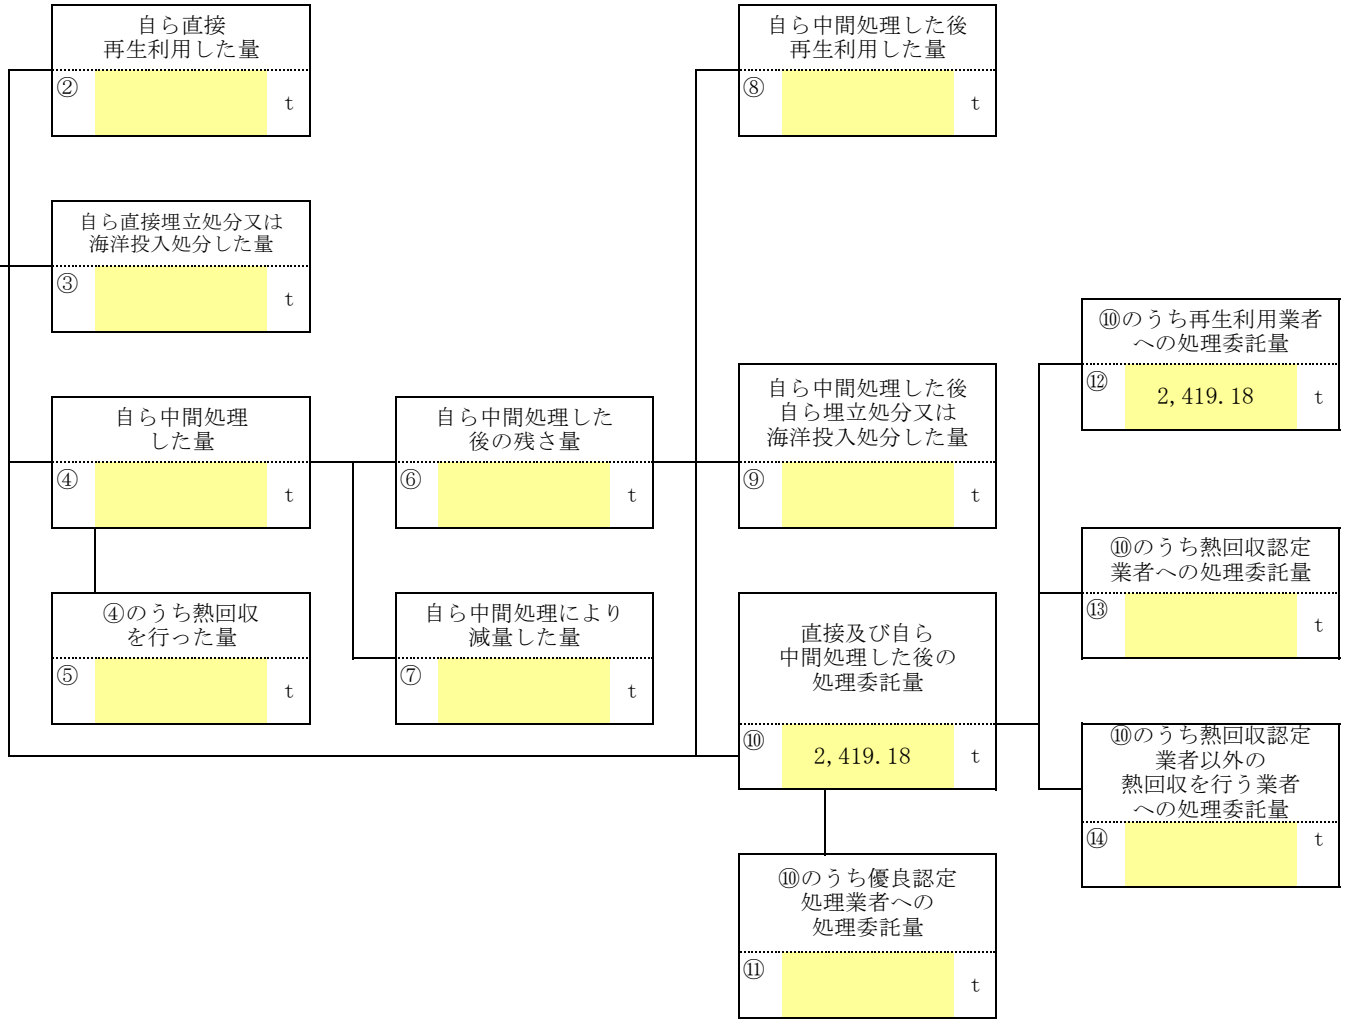 自ら直接
再生利用した量
②
t
自ら中間処理した後
再生利用した量
⑧
t
自ら直接埋立処分又は
海洋投入処分した量
③
t
⑩のうち再生利用業者
への処理委託量
⑫
2,419.18
t
自ら中間処理
した量
④
t
自ら中間処理した
後の残さ量
⑥
t
自ら中間処理した後
自ら埋立処分又は
海洋投入処分した量
⑨
t
⑩のうち熱回収認定
業者への処理委託量
⑬
t
④のうち熱回収
を行った量
⑤
t
自ら中間処理により
減量した量
⑦
t
直接及び自ら
中間処理した後の
処理委託量
⑩
2,419.18
t
⑩のうち熱回収認定
業者以外の
熱回収を行う業者
への処理委託量
⑭
t
⑩のうち優良認定
処理業者への
処理委託量
⑪
t